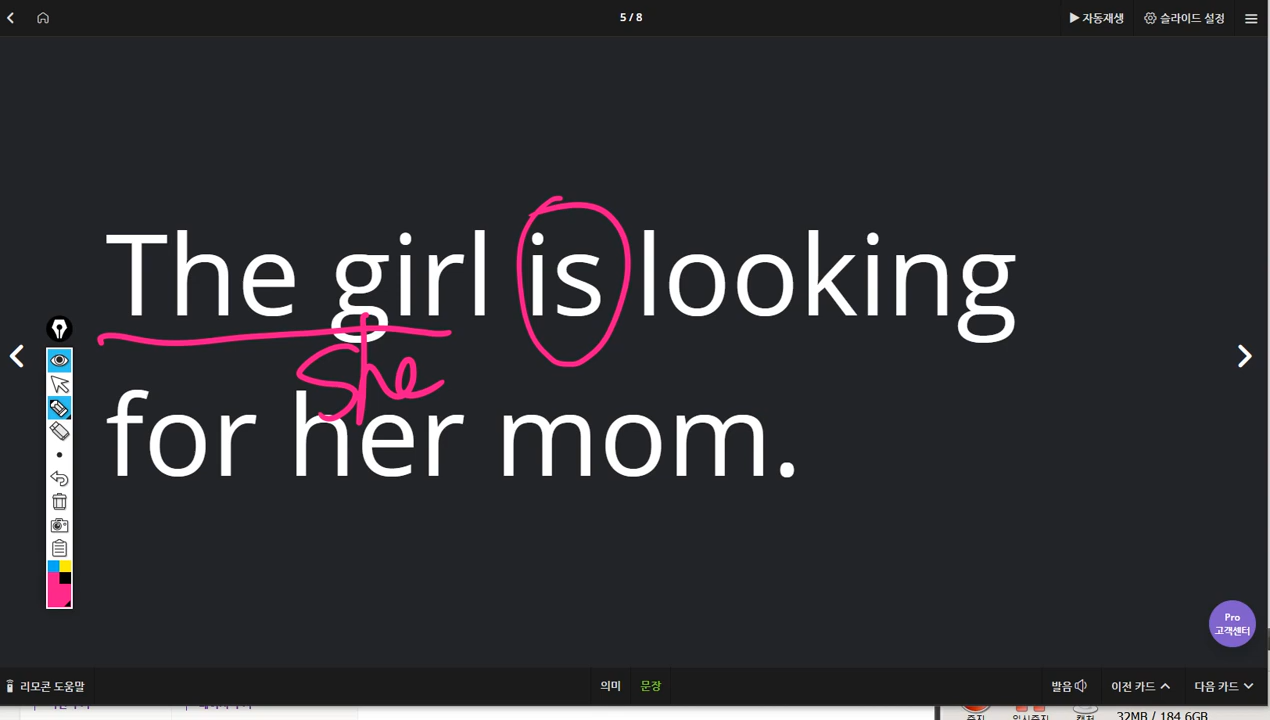 5 / 8
▶ 자동재생
슬라이드 설정
The girl is looking
She
for her mom.
Pro
고객센터
리모콘 도움말
의미
문장
발음
이전 카드
다음 카드
32MB / 184.6GB